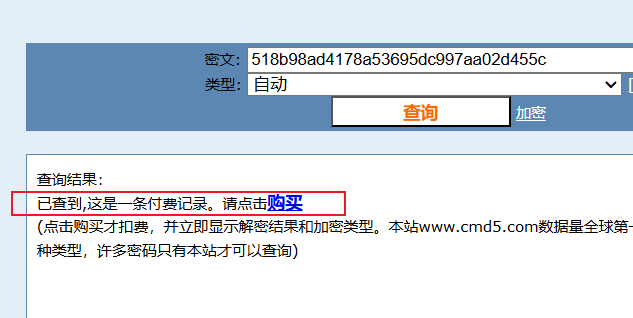 密文: 518b98ad4178a53695dc997aa02d455c
类型: 自动
查询 加密
查询结果:
已查到,这是一条付费记录。请点击购买
(点击购买才扣费，并立即显示解密结果和加密类型。本站www.cmd5.com数据量全球第一
种类型，许多密码只有本站才可以查询)